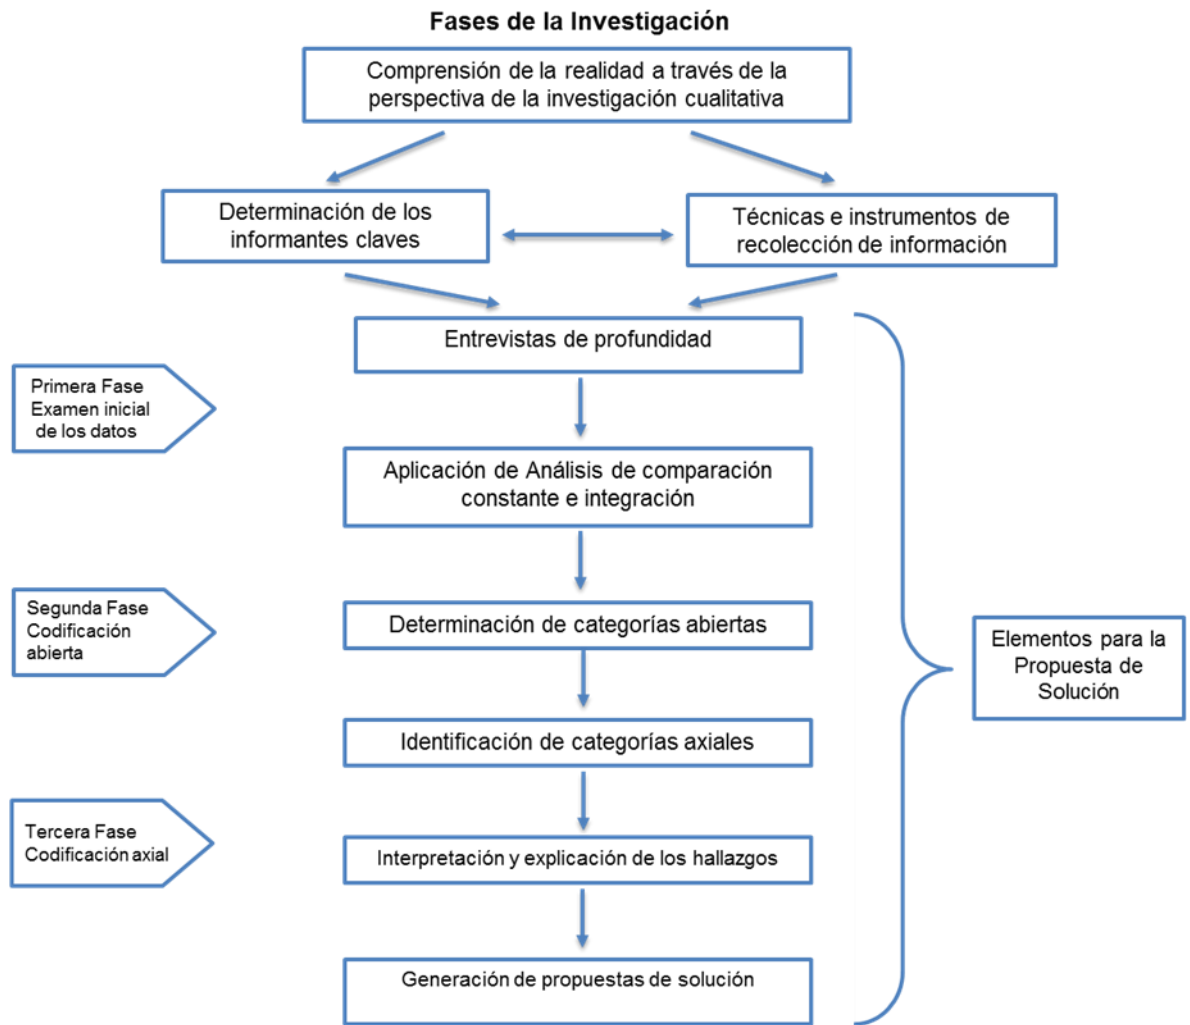 Fases de la Investigación
Comprensión de la realidad a través de la
perspectiva de la investigación cualitativa
Determinación de los
informantes claves
Técnicas e instrumentos de
recolección de información
Entrevistas de profundidad
Primera Fase
Examen inicial
de los datos
Aplicación de Análisis de comparación
constante e integración
Segunda Fase
Codificación
abierta
Determinación de categorías abiertas
Elementos para la
Propuesta de
Solución
Identificación de categorías axiales
Tercera Fase
Codificación axial
Interpretación y explicación de los hallazgos
Generación de propuestas de solución